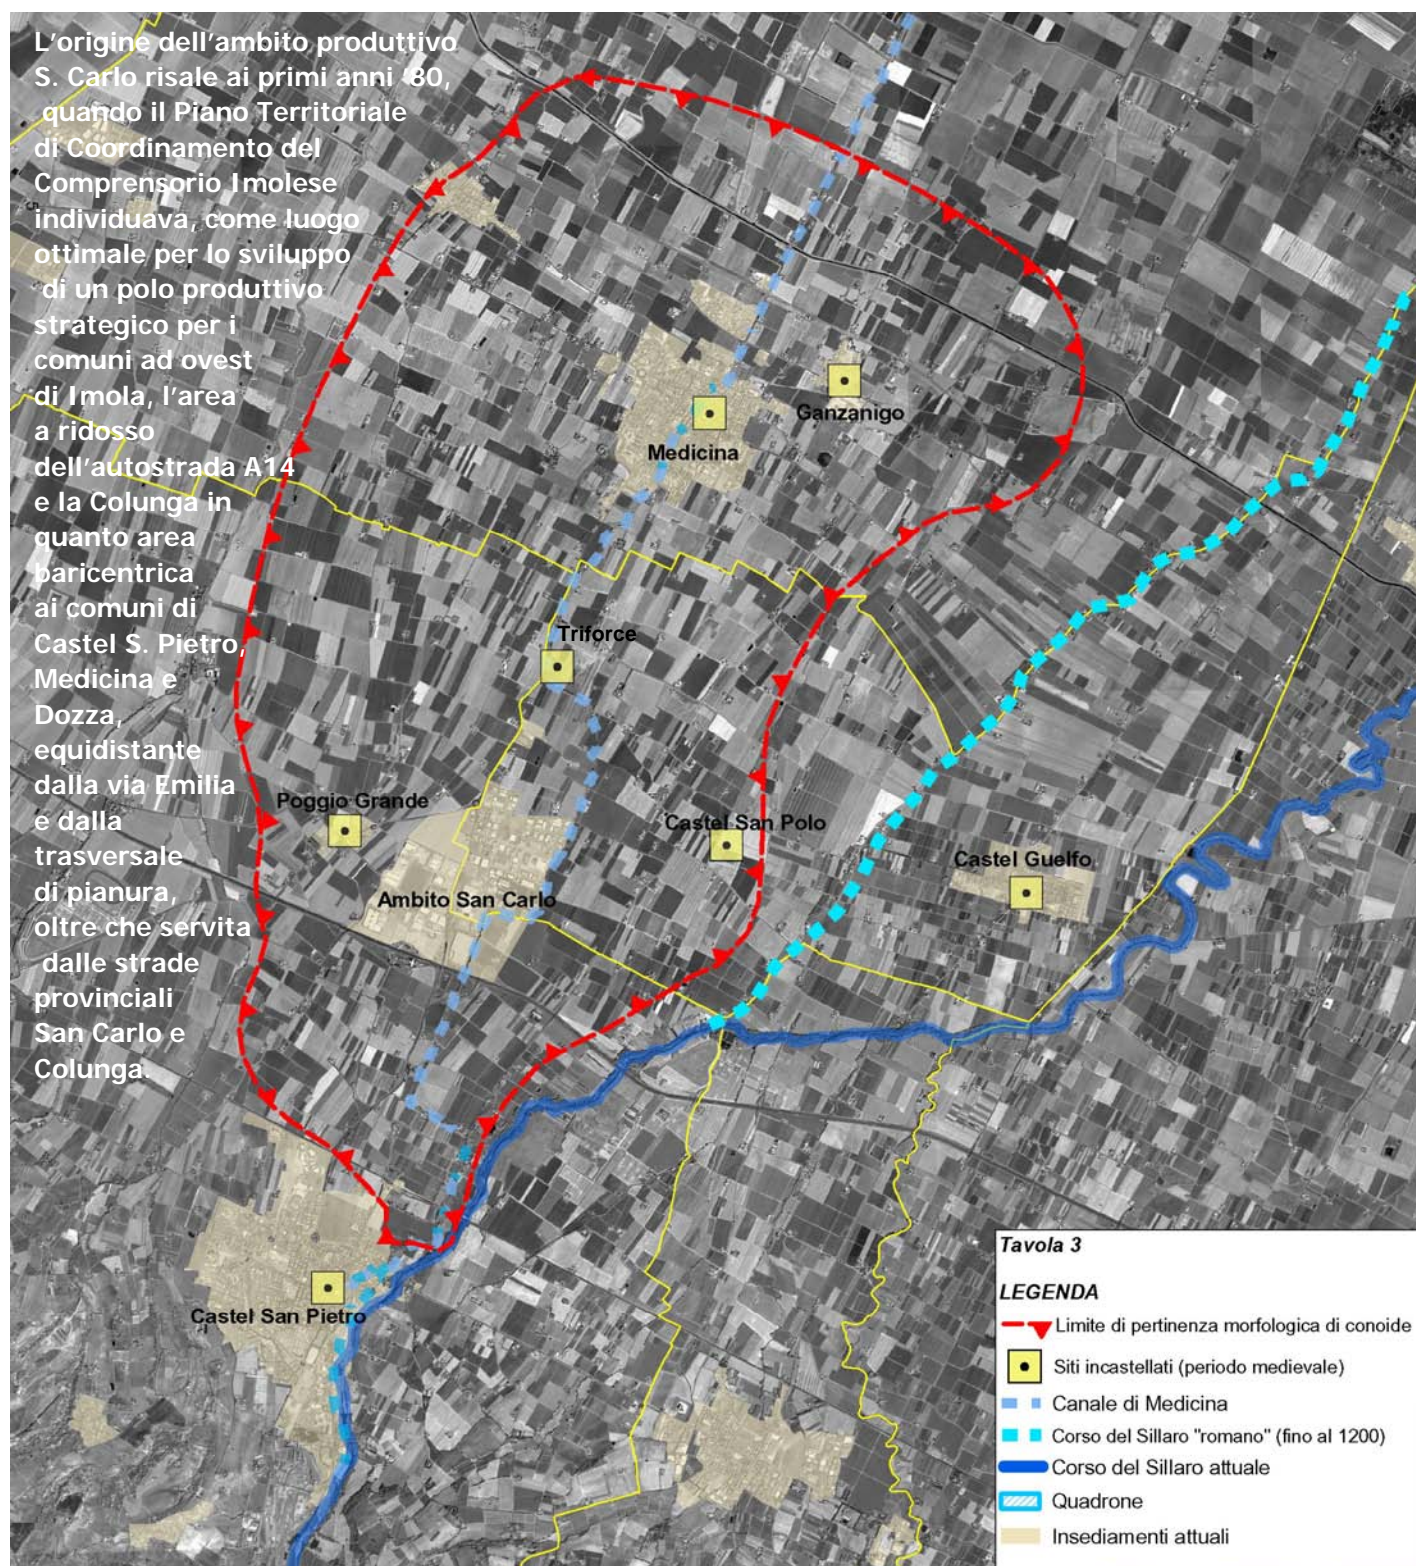 L'origine dell'ambito produttivo
S. Carlo risale ai primi anni '80,
quando il Piano Territoriale
di Coordinamento del
Comprensorio Imolese
individuava, come luogo
ottimale per lo sviluppo
di un polo produttivo
strategico per i
comuni ad ovest
di Imola, l'area
a ridosso
dell'autostrada A14
e la Colunga in
quanto area
baricentrica
ai comuni di
Castel S. Pietro,
Medicina e
Dozza,
equidistante
dalla via Emilia
e dalla
trasversale
di pianura,
oltre che servita
dalle strade
provinciali
San Carlo e
Colunga.
Ganzanigo
Medicina
Triforce
Poggio Grande
Castel San Polo
Castel Guelfo
Ambito San Carlo
Castel San Pietro
Tavola 3
LEGENDA
Limite di pertinenza morfologica di conoide
Siti incastellati (periodo medievale)
Canale di Medicina
Corso del Sillaro "romano" (fino al 1200)
Corso del Sillaro attuale
Quadrone
Insediamenti attuali